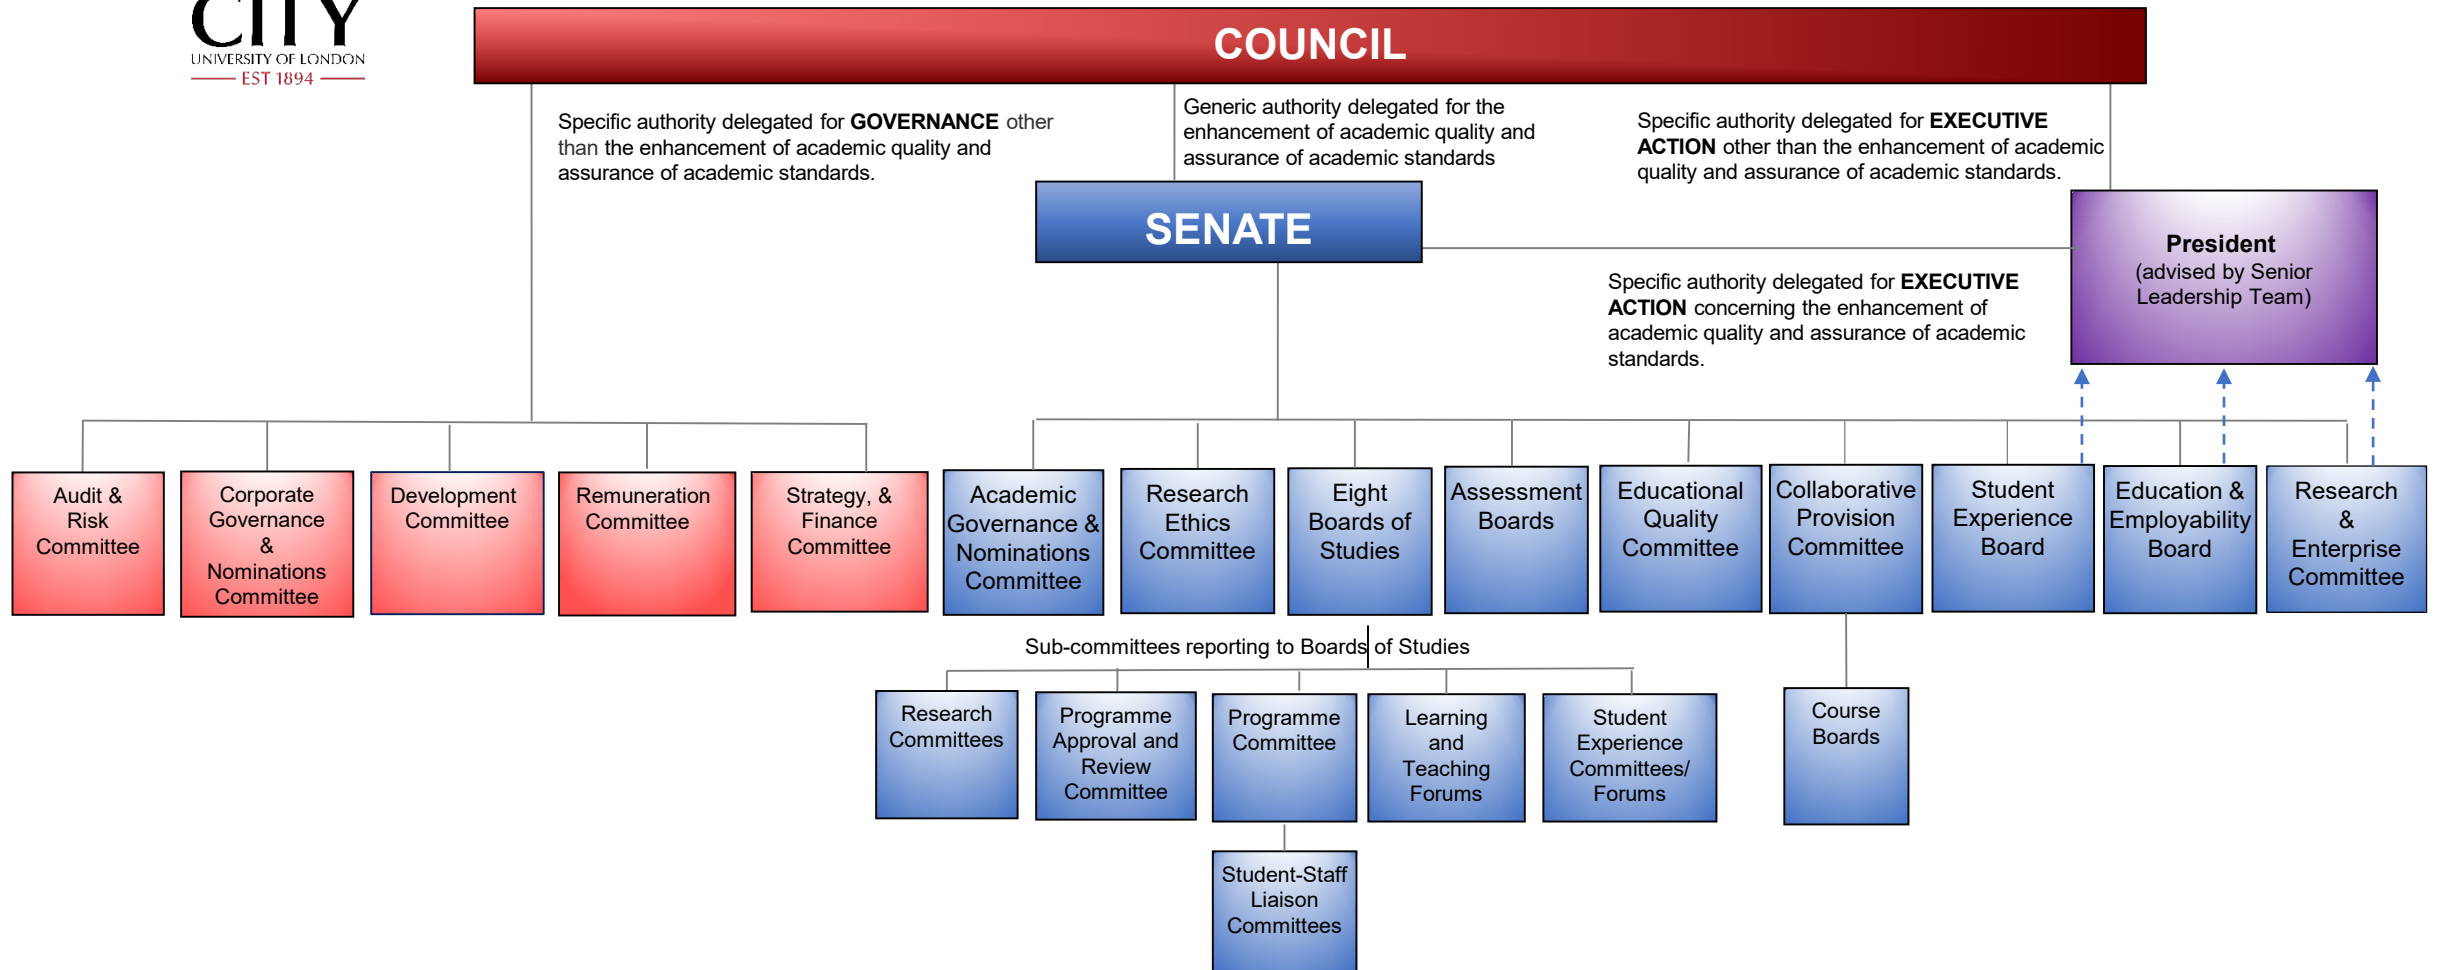 CITY
UNIVERSITY OF LONDON
EST 1894
COUNCIL
Specific authority delegated for GOVERNANCE other
than the enhancement of academic quality and
assurance of academic standards.
Generic authority delegated for the
enhancement of academic quality and
assurance of academic standards
Specific authority delegated for EXECUTIVE
ACTION other than the enhancement of academic
quality and assurance of academic standards.
SENATE
President
(advised by Senior
Leadership Team)
Specific authority delegated for EXECUTIVE
ACTION concerning the enhancement of
academic quality and assurance of academic
standards.
Audit &
Risk
Committee
Corporate
Governance
&
Nominations
Committee
Development
Committee
Remuneration
Committee
Strategy, &
Finance
Committee
Academic
Governance &
Nominations
Committee
Research
Ethics
Committee
Eight
Boards of
Studies
Assessment
Boards
Educational
Quality
Committee
Collaborative
Provision
Committee
Student
Experience
Board
Education &
Employability
Board
Research
&
Enterprise
Committee
Sub-committees reporting to Boards of Studies
Research
Committees
Programme
Approval and
Review
Committee
Programme
Committee
Learning
and
Teaching
Forums
Student
Experience
Committees/
Forums
Course
Boards
Student-Staff
Liaison
Committees